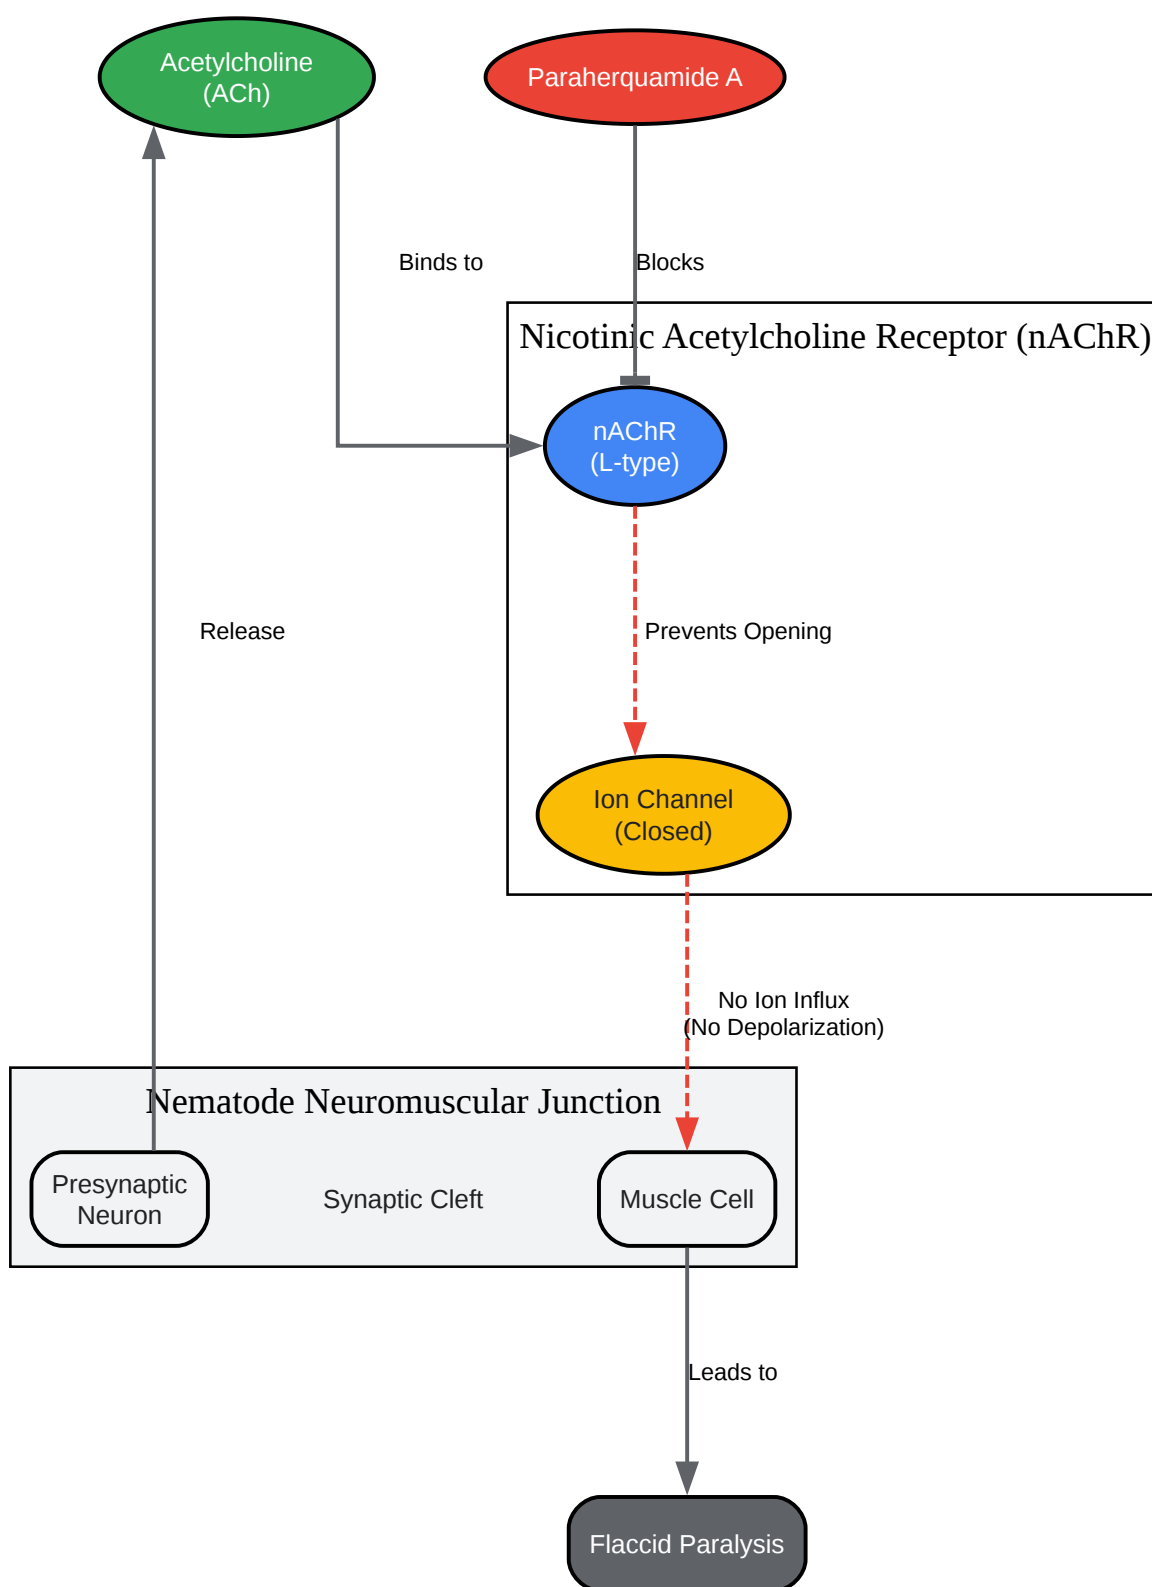 Acetylcholine
(ACh)
Paraherquamide A
Binds to
Blocks
Nicotinic Acetylcholine Receptor (nAChR)
nAChR
(L-type)
Release
Prevents Opening
Ion Channel
(Closed)
No Ion Influx
(No Depolarization)
Nematode Neuromuscular Junction
Presynaptic
Neuron
Synaptic Cleft
Muscle Cell
Leads to
Flaccid Paralysis